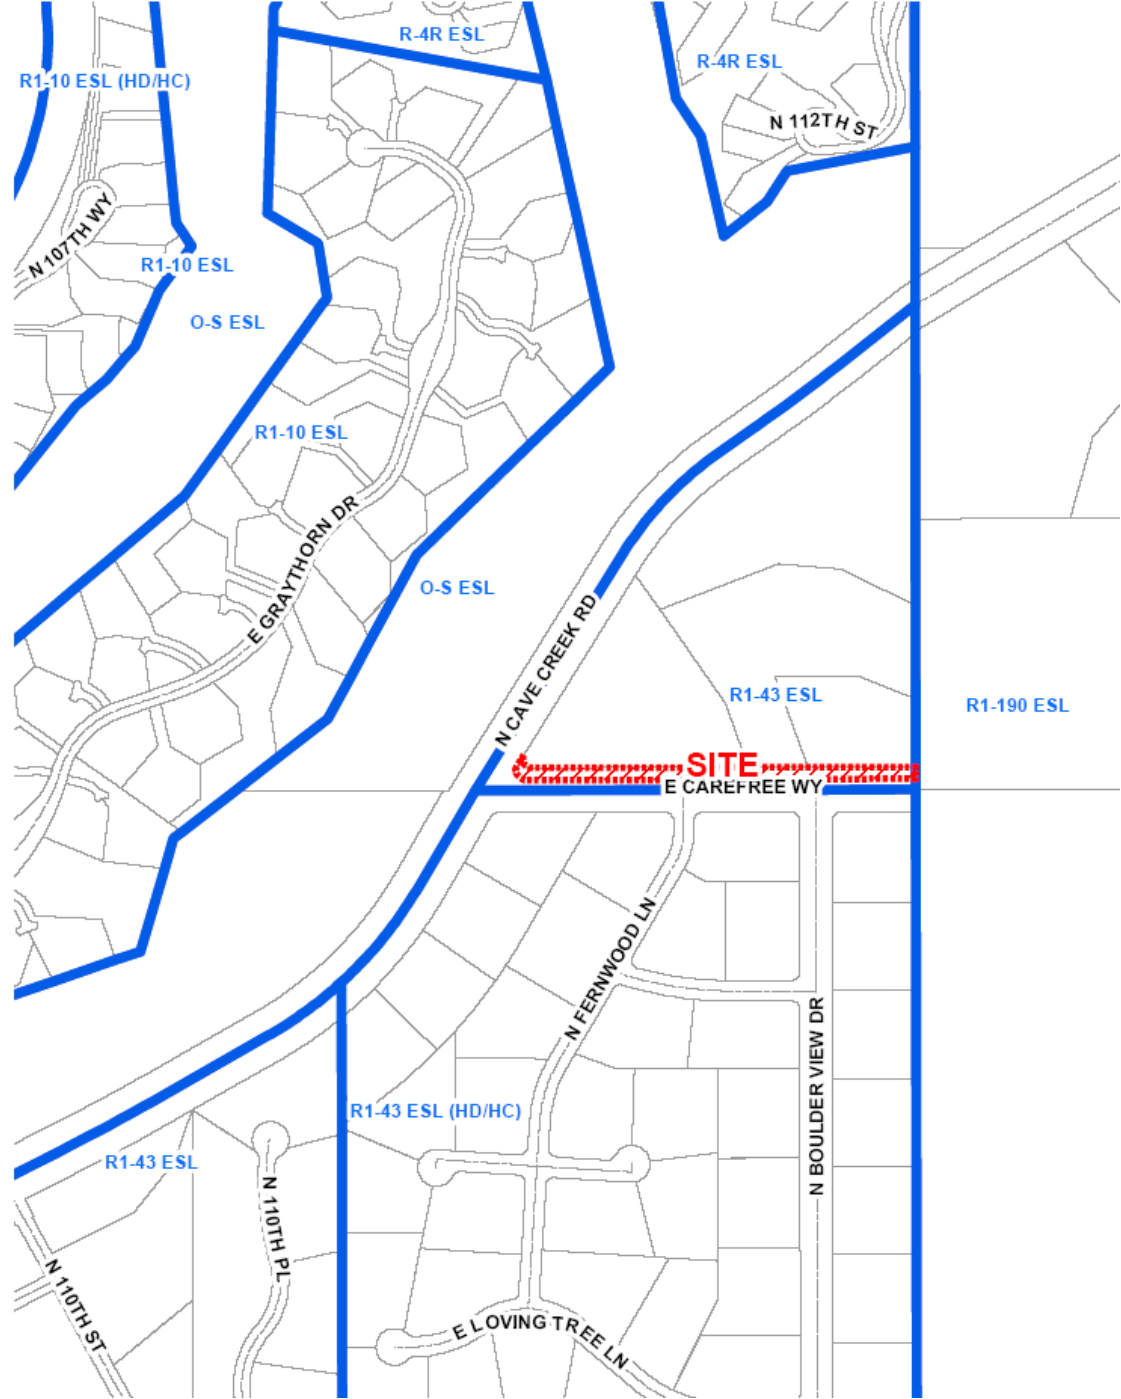 R-4R ESL
R-4R ESL
R1-10 ESL (HD/HC)
N 112TH ST
N 107TH WY
R1-10 ESL
O-S ESL
R1-10 ESL
E GRAYTHORN DR
O-S ESL
N CAVE CREEK RD
R1-43 ESL
R1-190 ESL
SITE
E CAREFREE WY
N FERNWOOD LN
N BOULDER VIEW DR
R1-43 ESL (HD/HC)
R1-43 ESL
N 110TH PL
N 110TH ST
E LOVING TREE LN